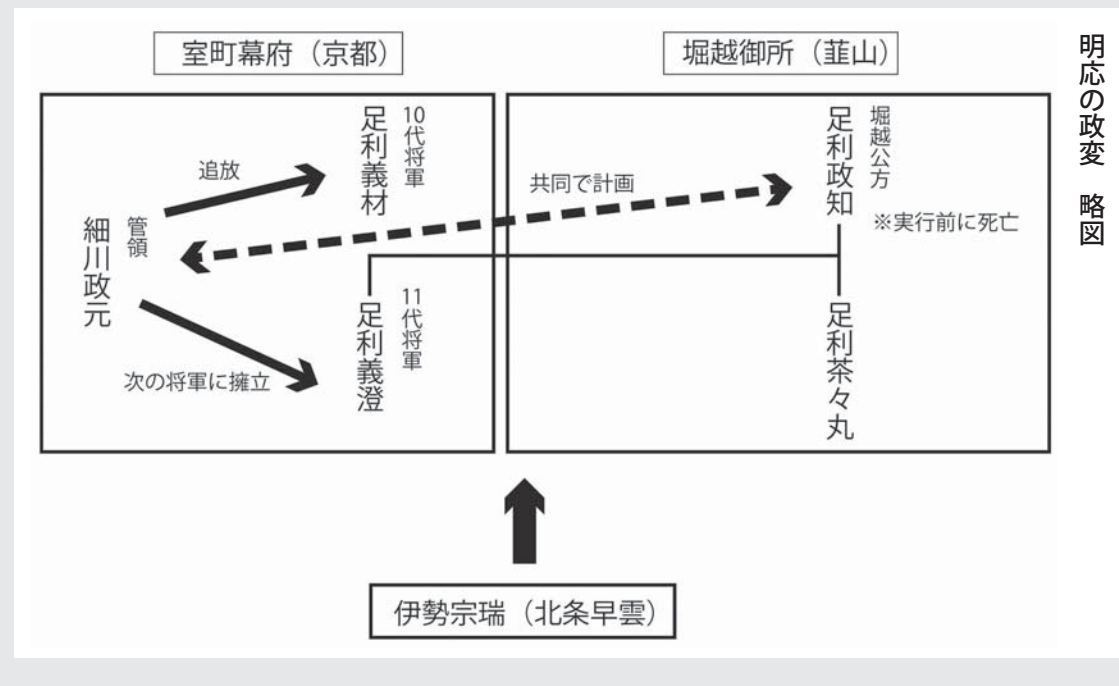 明応の政変 略図
室町幕府（京都）
堀越御所（韮山）
10代将軍
足利義材
追放
管領
細川政元
次の将軍に擁立
11代将軍
足利義澄
共同で計画
堀越公方
足利政知
※実行前に死亡
足利茶々丸
伊勢宗瑞（北条早雲）